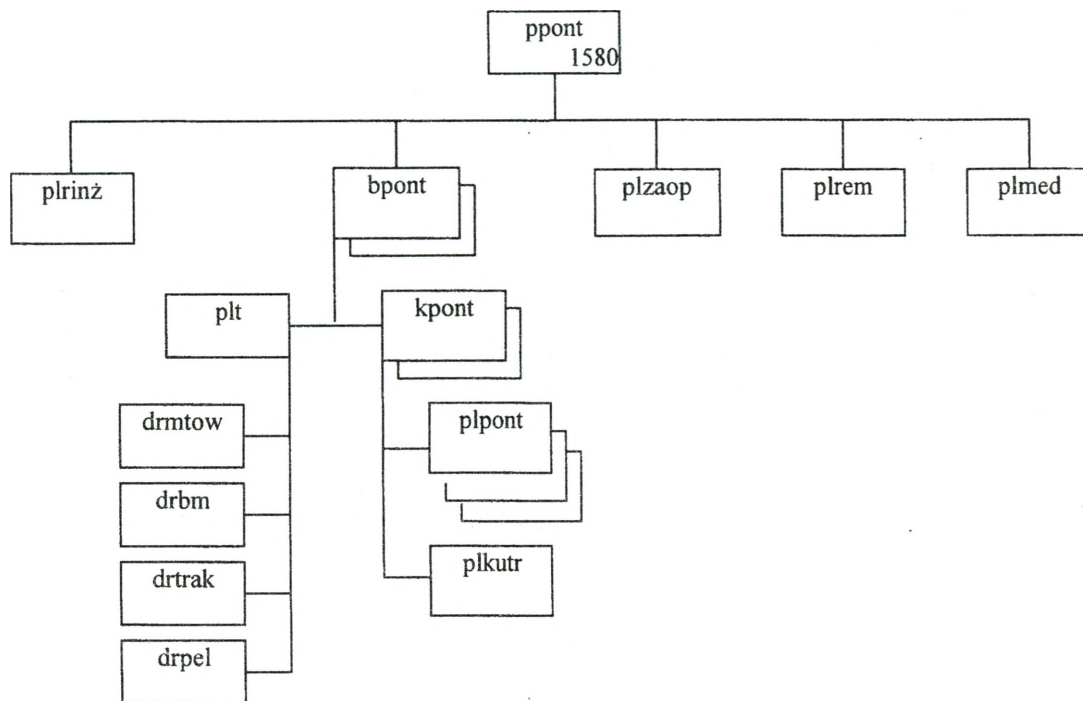 ppont
1580
plrinż
bpont
plzaop
plrem
plmed
plt
kpont
drmtow
plpont
drbm
drtrak
plkutr
drpel